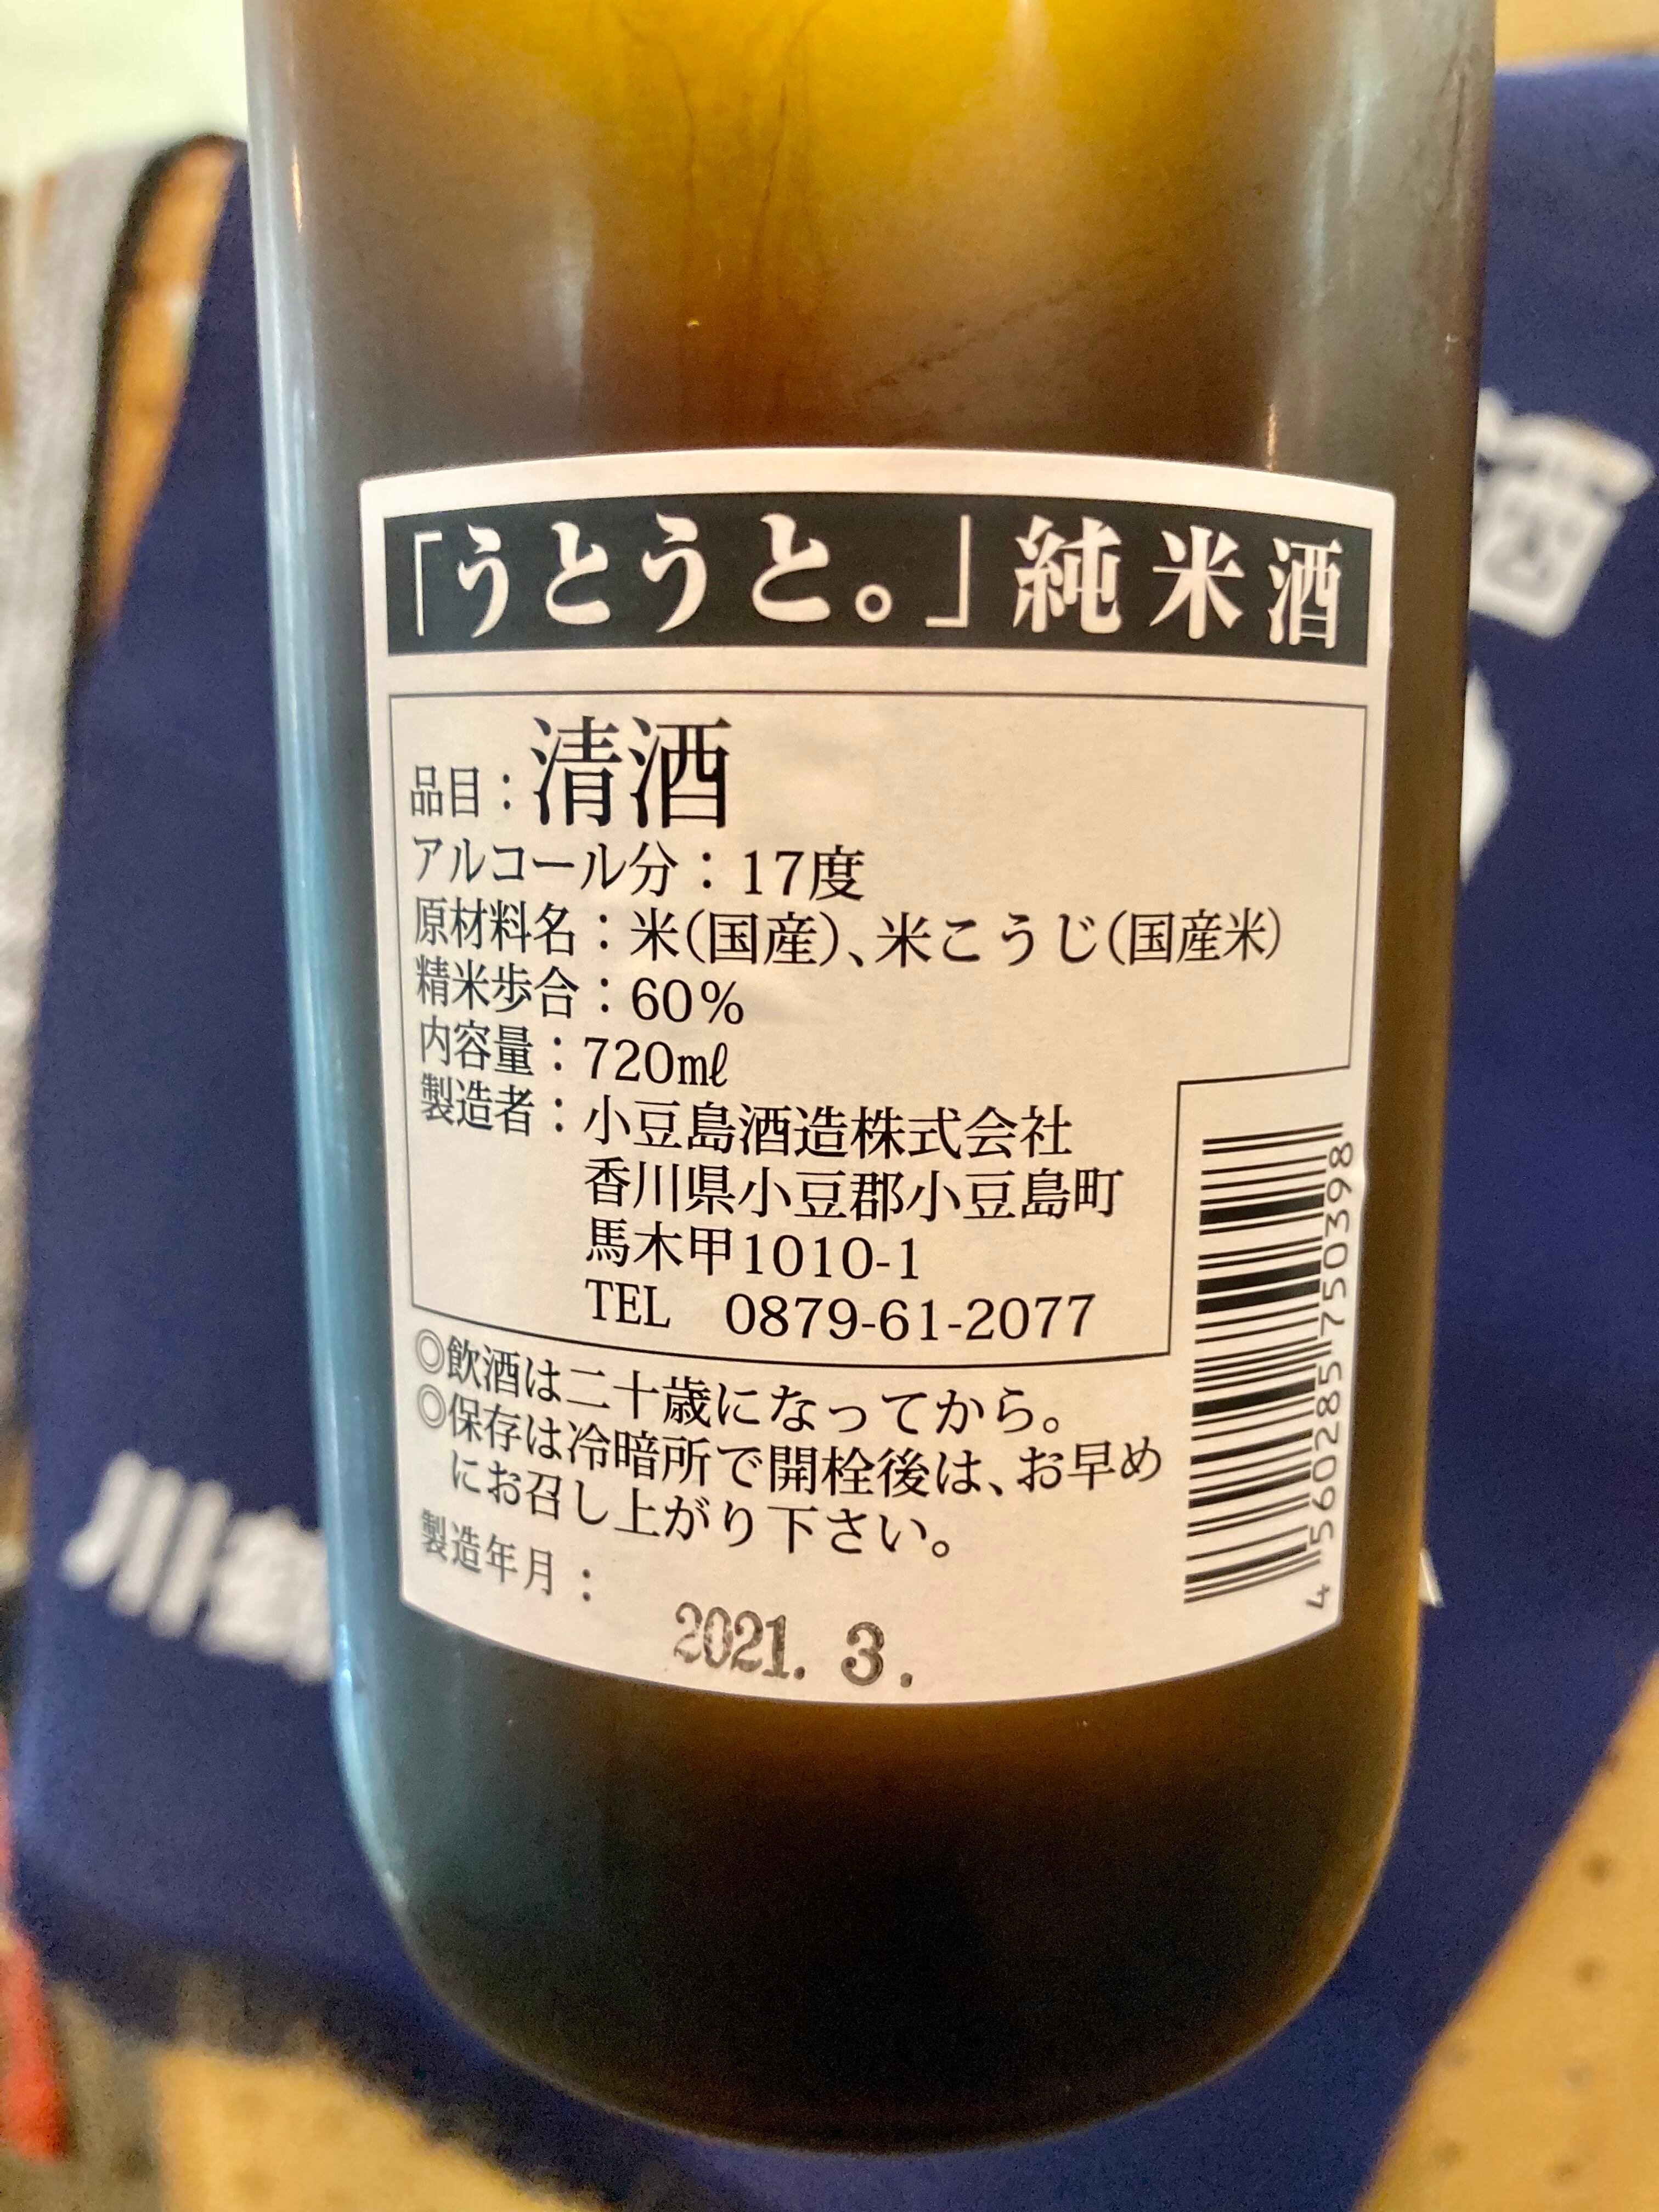 「うとうと。」純米酒
品目：清酒
アルコール分：17度
原材料名：米(国産)、米こうじ(国産米)
精米歩合：60%
内容量：720mℓ
製造者：小豆島酒造株式会社
香川県小豆郡小豆島町
馬木甲1010-1
TEL 0879-61-2077
◎飲酒は二十歳になってから。
◎保存は冷暗所で開栓後は、お早め
にお召し上がり下さい。
製造年月：
2021. 3.
4 560285 750398
酒
川鶴